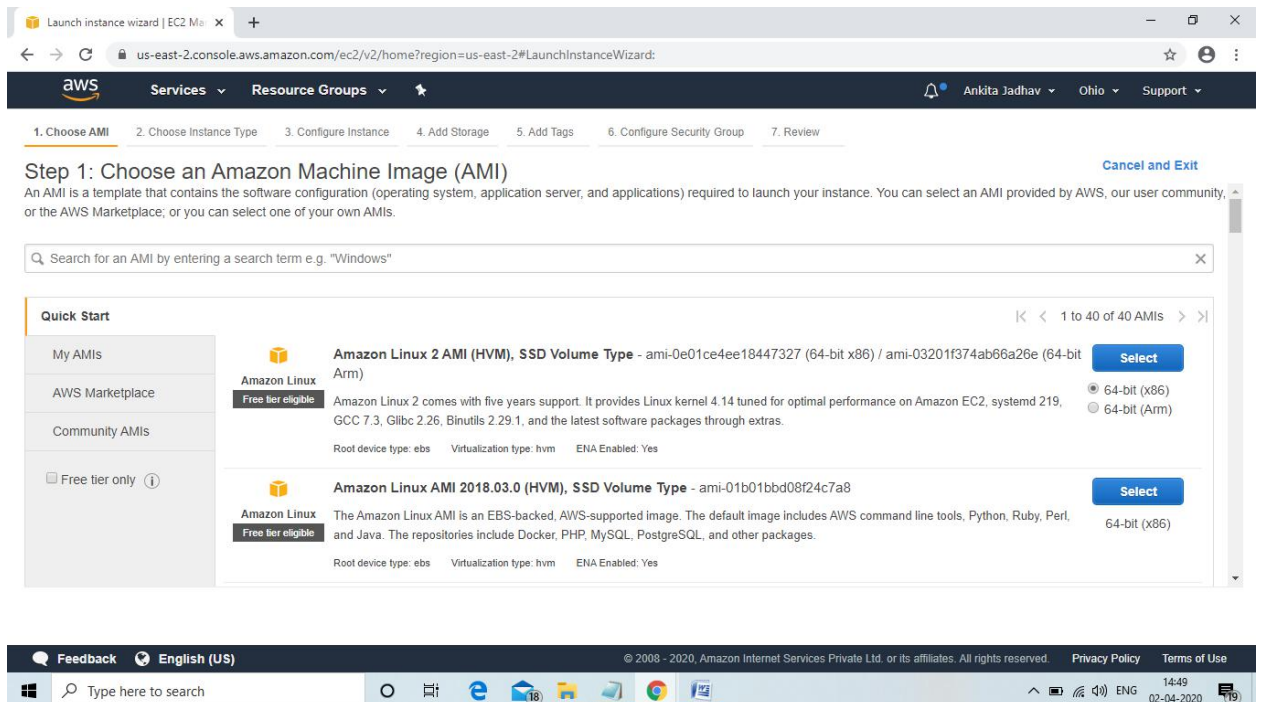 Launch instance wizard | EC2 Ma
us-east-2.console.aws.amazon.com/ec2/v2/home?region=us-east-2#LaunchInstanceWizard:
aws Services Resource Groups Ankita Jadhav Ohio Support
1. Choose AMI 2. Choose Instance Type 3. Configure Instance 4. Add Storage 5. Add Tags 6. Configure Security Group 7. Review
Step 1: Choose an Amazon Machine Image (AMI)
Cancel and Exit
An AMI is a template that contains the software configuration (operating system, application server, and applications) required to launch your instance. You can select an AMI provided by AWS, our user community,
or the AWS Marketplace; or you can select one of your own AMIs.
Search for an AMI by entering a search term e.g. "Windows"
Quick Start
1 to 40 of 40 AMIs
My AMIs
AWS Marketplace
Community AMIs
Free tier only
Amazon Linux
Free tier eligible
Amazon Linux 2 AMI (HVM), SSD Volume Type - ami-0e01ce4ee18447327 (64-bit x86) / ami-03201f374ab66a26e (64-bit
Arm)
Amazon Linux 2 comes with five years support. It provides Linux kernel 4.14 tuned for optimal performance on Amazon EC2, systemd 219,
GCC 7.3, Glibc 2.26, Binutils 2.29.1, and the latest software packages through extras.
Root device type: ebs Virtualization type: hvm ENA Enabled: Yes
Select
64-bit (x86)
64-bit (Arm)
Amazon Linux
Free tier eligible
Amazon Linux AMI 2018.03.0 (HVM), SSD Volume Type - ami-01b01bbd08f24c7a8
The Amazon Linux AMI is an EBS-backed, AWS-supported image. The default image includes AWS command line tools, Python, Ruby, Perl,
and Java. The repositories include Docker, PHP, MySQL, PostgreSQL, and other packages.
Root device type: ebs Virtualization type: hvm ENA Enabled: Yes
Select
64-bit (x86)
Feedback English (US)
© 2008 - 2020, Amazon Internet Services Private Ltd. or its affiliates. All rights reserved. Privacy Policy Terms of Use
Type here to search
18
ENG
14:49
02-04-2020
19